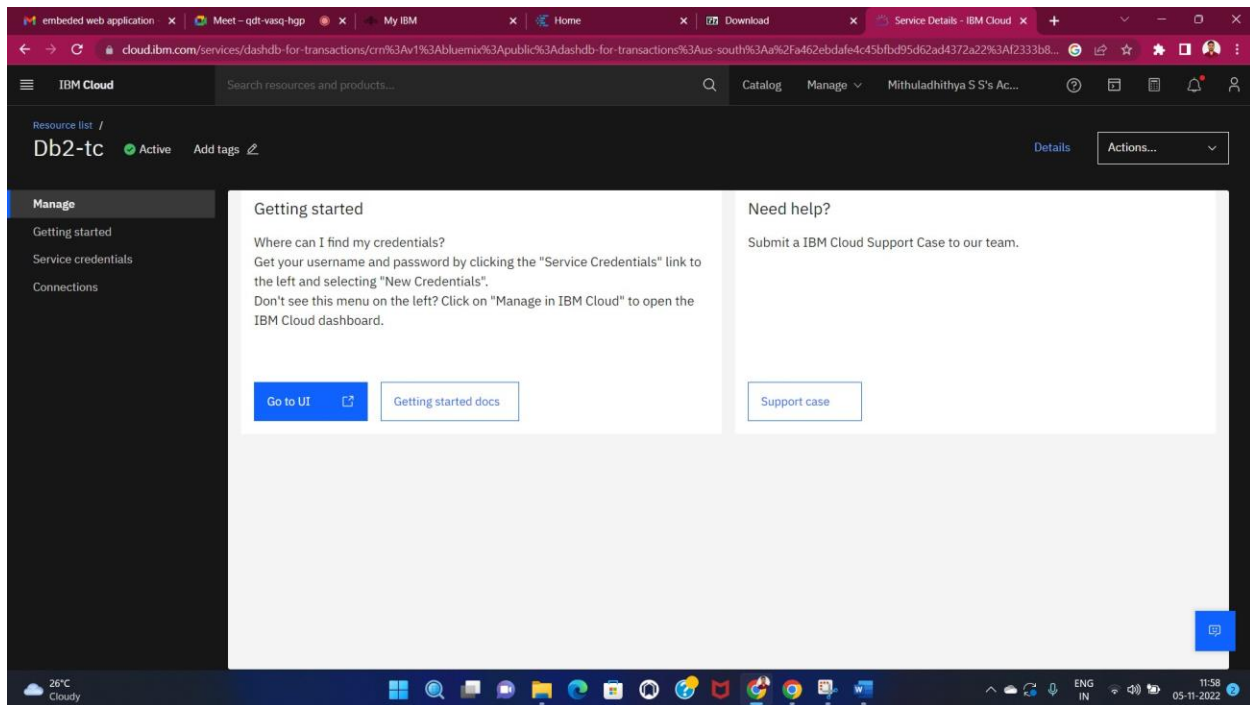 embeded web application
Meet – qdt-vasq-hgp
My IBM
Home
Download
Service Details - IBM Cloud
cloud.ibm.com/services/dashdb-for-transactions/crn%3Av1%3Abluemix%3Apublic%3Adashdb-for-transactions%3Aus-south%3Aa%2Fa462ebdafe4c45bfbd95d62ad4372a22%3Af2333b8...
IBM Cloud
Search resources and products...
Catalog
Manage
Mithuladhithya S S's Ac...
Resource list /
Db2-tc
Active
Add tags
Details
Actions...
Manage
Getting started
Service credentials
Connections
Getting started
Where can I find my credentials?
Get your username and password by clicking the "Service Credentials" link to
the left and selecting "New Credentials".
Don't see this menu on the left? Click on "Manage in IBM Cloud" to open the
IBM Cloud dashboard.
Go to UI
Getting started docs
Need help?
Submit a IBM Cloud Support Case to our team.
Support case
26°C
Cloudy
ENG
IN
11:58
05-11-2022
2